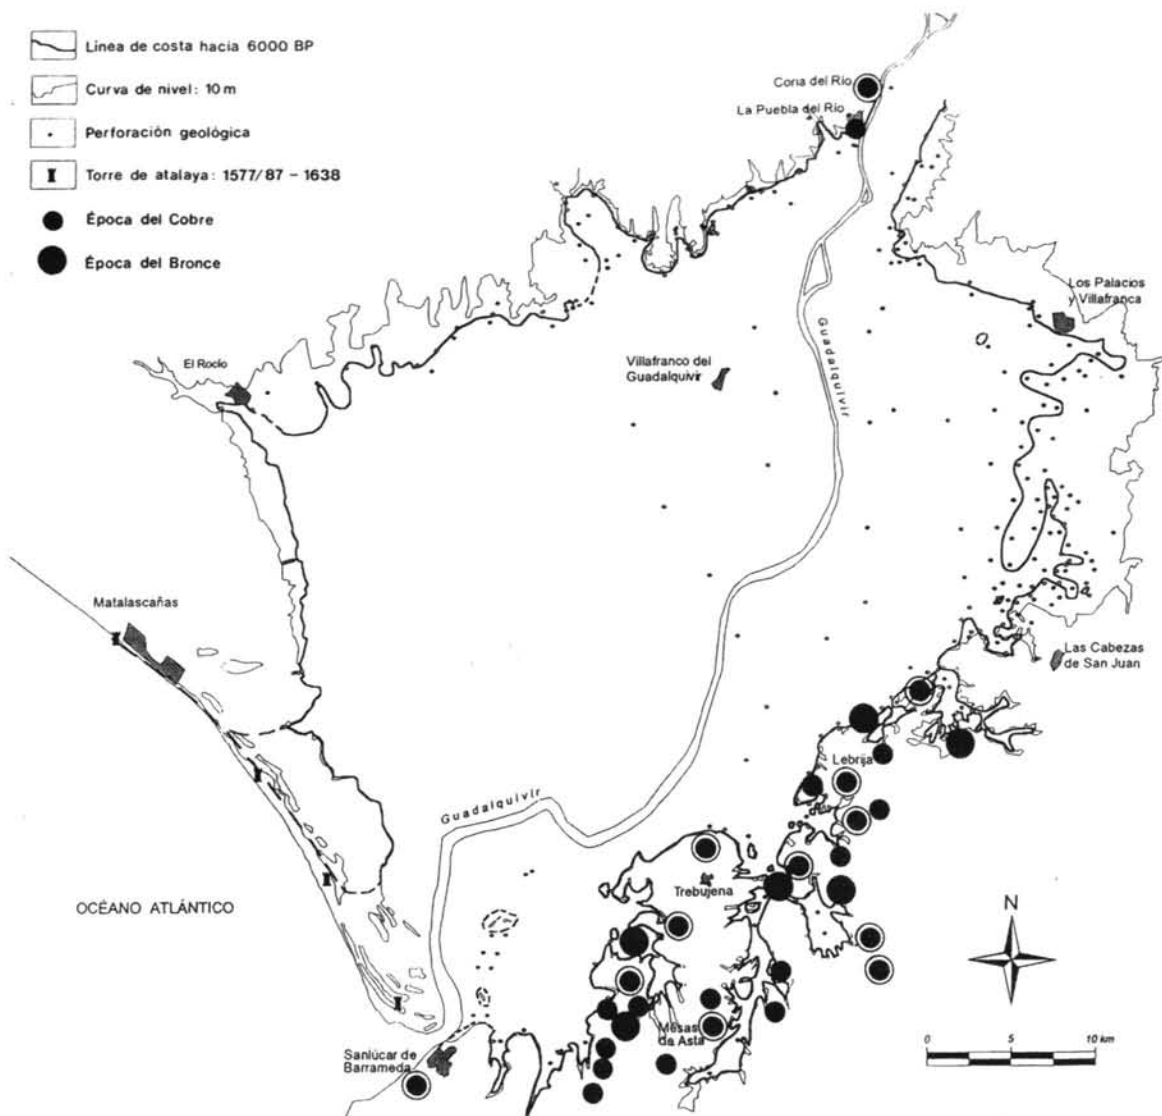 Línea de costa hacia 6000 BP
Curva de nivel: 10 m
Perforación geológica
Torre de atalaya: 1577/87 – 1638
Época del Cobre
Época del Bronce
Coria del Río
La Puebla del Río
Los Palacios
y Villafranca
El Rocío
Villafranco del
Guadalquivir
Guadalquivir
Matalascañas
Las Cabezas
de San Juan
Lebrija
Guadalquivir
Trebujena
OCÉANO ATLÁNTICO
N
Mesas
de Asta
Sanlúcar de
Barrameda
0 5 10 km